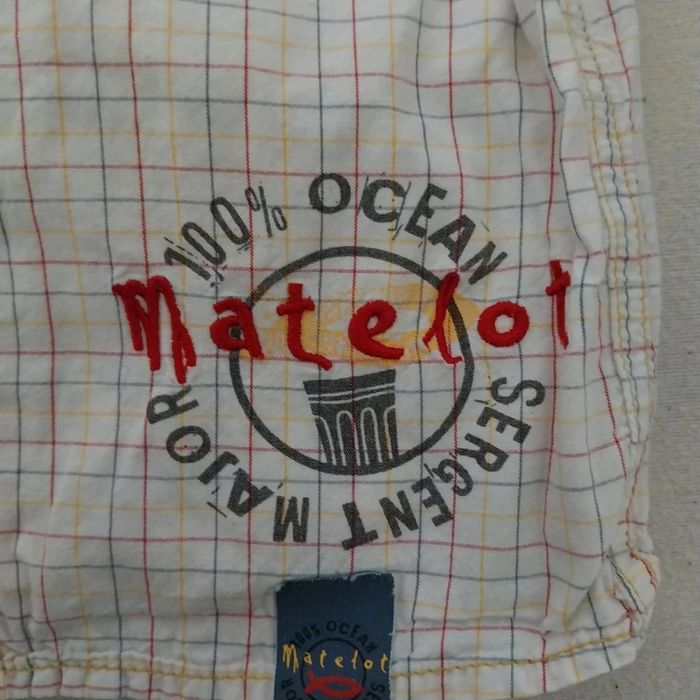 100% OCEAN
Matelot
SERGENT MAJOR
100% OCEAN
Matelot